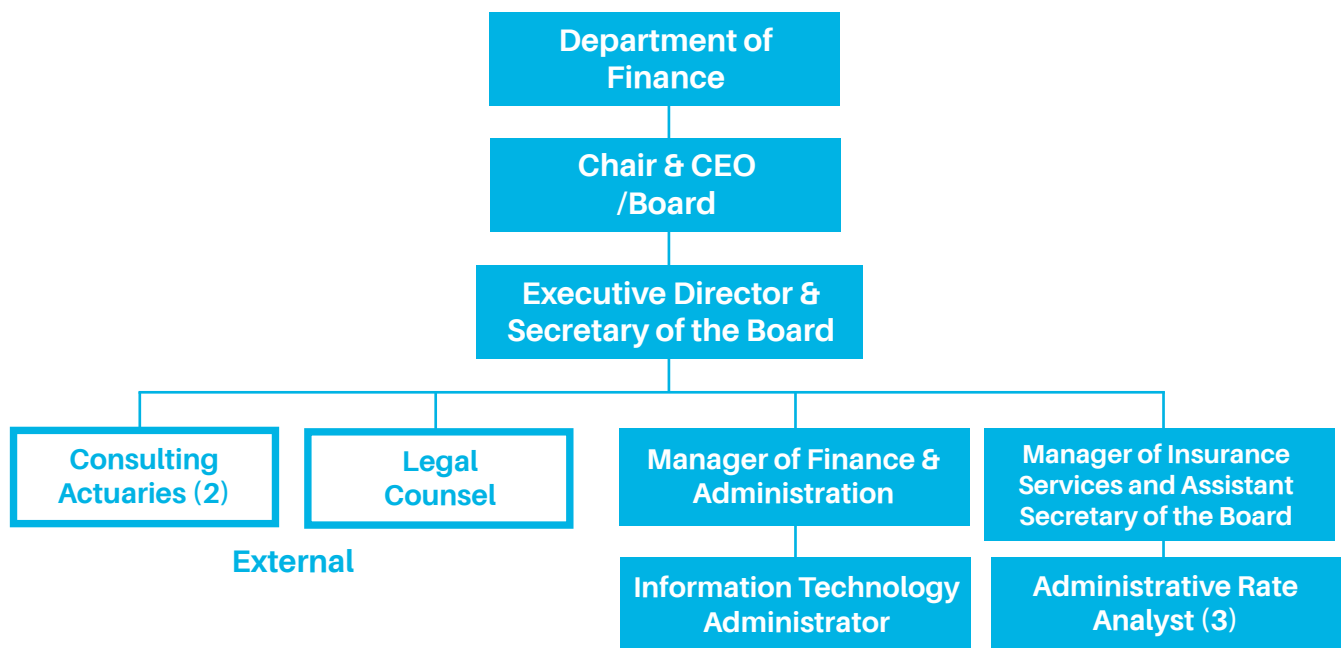 Department of
Finance
Chair & CEO
/Board
Executive Director &
Secretary of the Board
Consulting
Actuaries (2)
Legal
Counsel
Manager of Finance &
Administration
Manager of Insurance
Services and Assistant
Secretary of the Board
External
Information Technology
Administrator
Administrative Rate
Analyst (3)